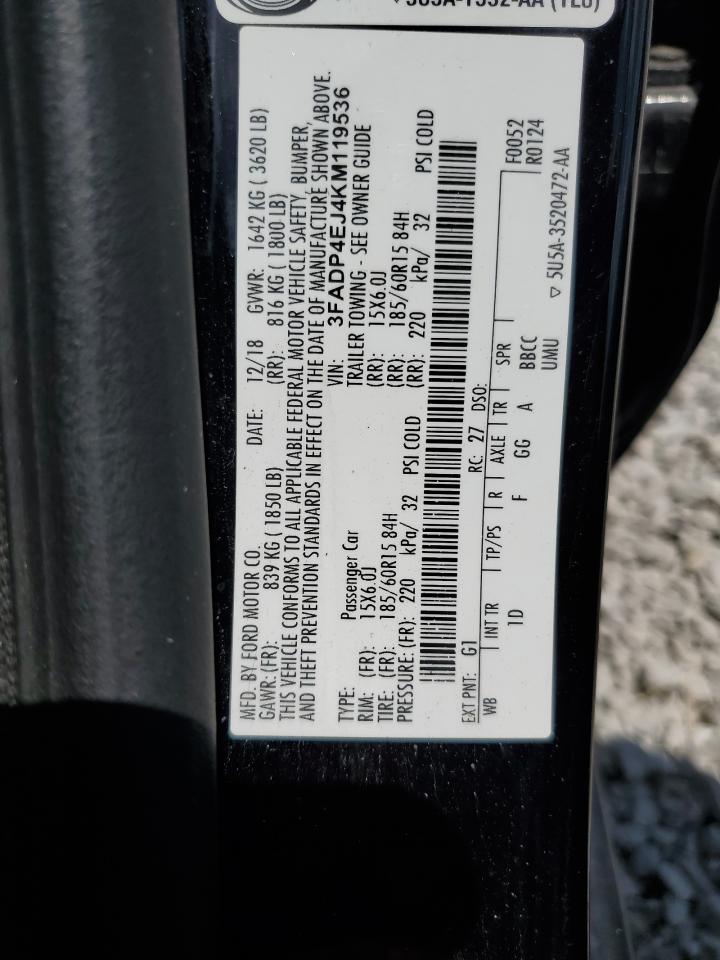 5U5A-1532-AA (TEU)
MFD. BY FORD MOTOR CO. DATE: 12/18 GVWR: 1642 KG ( 3620 LB)
GAWR: (FR): 839 KG ( 1850 LB) (RR): 816 KG ( 1800 LB)
THIS VEHICLE CONFORMS TO ALL APPLICABLE FEDERAL MOTOR VEHICLE SAFETY, BUMPER,
AND THEFT PREVENTION STANDARDS IN EFFECT ON THE DATE OF MANUFACTURE SHOWN ABOVE.
VIN: 3FADP4EJ4KM119536
TYPE: Passenger Car TRAILER TOWING - SEE OWNER GUIDE
RIM: (FR): 15X6.0J (RR): 15X6.0J
TIRE: (FR): 185/60R15 84H (RR): 185/60R15 84H
PRESSURE: (FR): 220 kPa/ 32 PSI COLD (RR): 220 kPa/ 32 PSI COLD
EXT PNT: G1 RC: 27 DSO: F0052
WB INT TR TP/PS R AXLE TR SPR R0124
1D F GG A BBCC
UMU ▽ 5U5A-3520472-AA